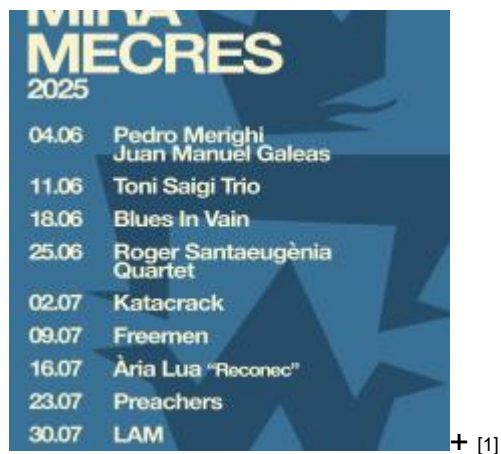 MIRA
MECRES
2025
04.06 Pedro Merighi
Juan Manuel Galeas
11.06 Toni Saigi Trio
18.06 Blues In Vain
25.06 Roger Santaeugènia
Quartet
02.07 Katacrack
09.07 Freemen
16.07 Ària Lua “Reconec”
23.07 Preachers
30.07 LAM
+ [1]